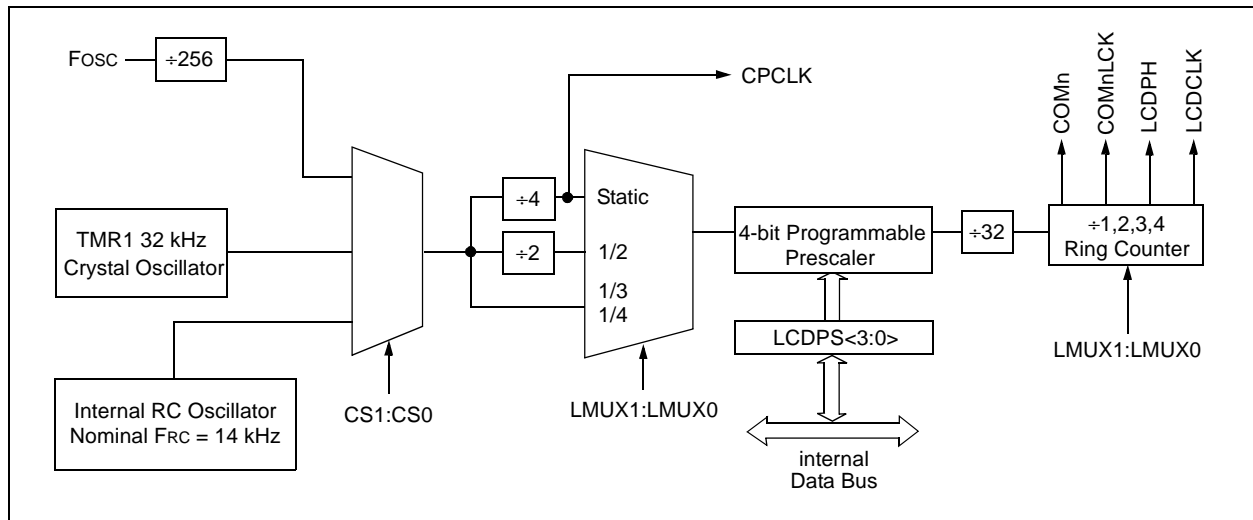 FOSC
÷256
CPCLK
COMn
COMnLCK
LCDPH
LCDCLK
÷4
Static
TMR1 32 kHz
Crystal Oscillator
÷2
1/2
1/3
1/4
4-bit Programmable
Prescaler
÷32
÷1,2,3,4
Ring Counter
LCDPS<3:0>
LMUX1:LMUX0
Internal RC Oscillator
Nominal FRC = 14 kHz
CS1:CS0
LMUX1:LMUX0
internal
Data Bus